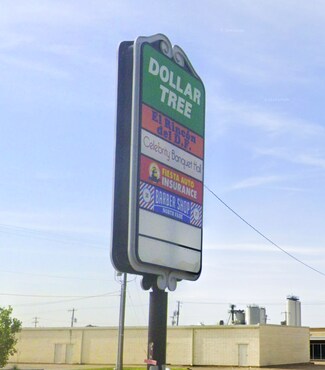 DOLLAR
TREE
El Rincon
del D.F.
Celebrity Banquet Hall
FIESTA AUTO
INSURANCE
BARBER SHOP